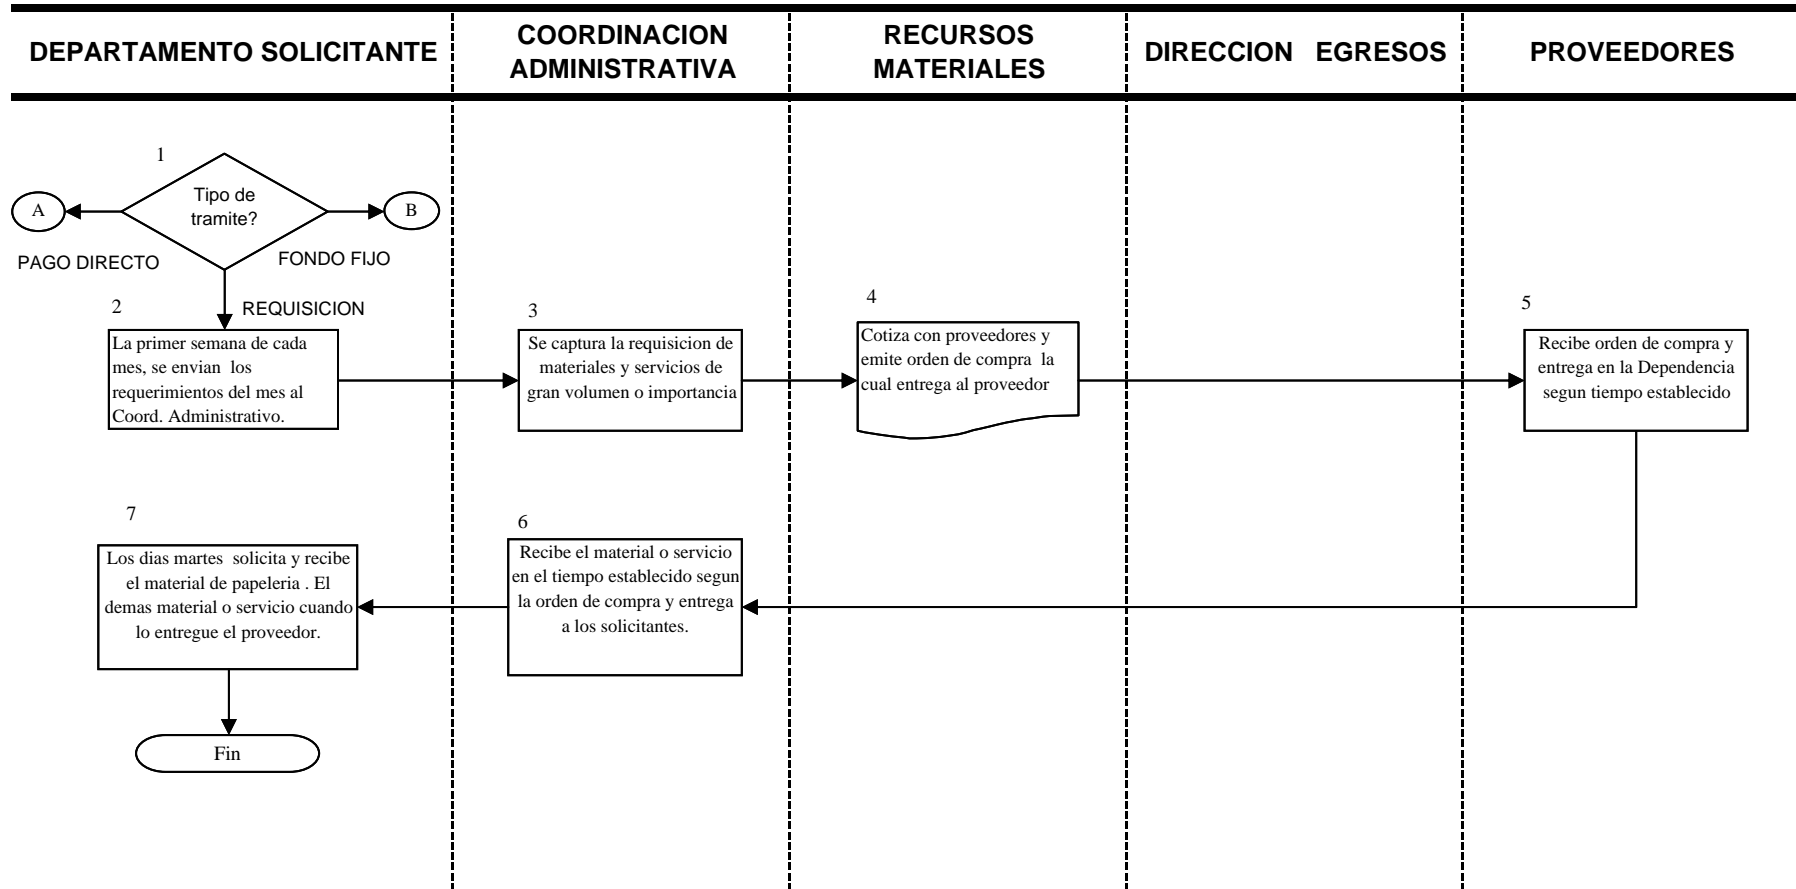 DEPARTAMENTO SOLICITANTE
COORDINACION
ADMINISTRATIVA
RECURSOS
MATERIALES
DIRECCION EGRESOS
PROVEEDORES
1
Tipo de
tramite?
A
B
PAGO DIRECTO
FONDO FIJO
REQUISICION
2
La primer semana de cada
mes, se envian los
requerimientos del mes al
Coord. Administrativo.
3
Se captura la requisicion de
materiales y servicios de
gran volumen o importancia
4
Cotiza con proveedores y
emite orden de compra la
cual entrega al proveedor
5
Recibe orden de compra y
entrega en la Dependencia
segun tiempo establecido
6
Recibe el material o servicio
en el tiempo establecido segun
la orden de compra y entrega
a los solicitantes.
7
Los dias martes solicita y recibe
el material de papeleria . El
demas material o servicio cuando
lo entregue el proveedor.
Fin